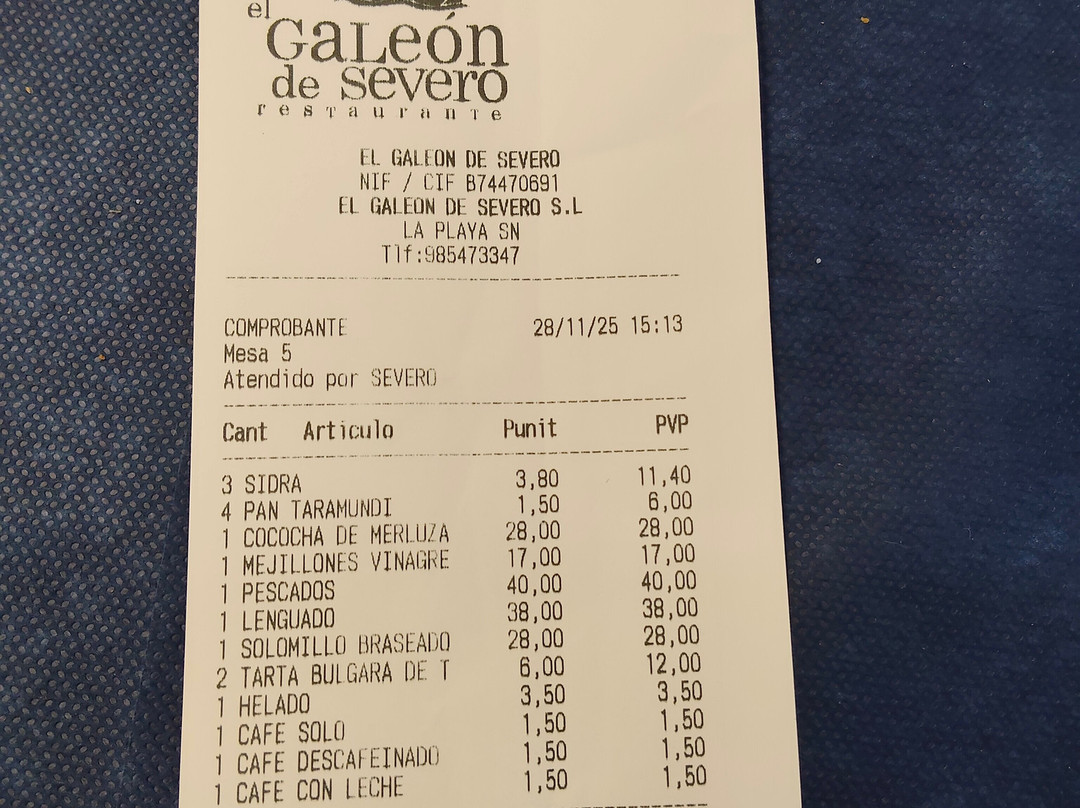 el
Galeón
de severo
restaurante
EL GALEON DE SEVERO
NIF / CIF B74470691
EL GALEON DE SEVERO S.L
LA PLAYA SN
Tlf:985473347
COMPROBANTE 28/11/25 15:13
Mesa 5
Atendido por SEVERO
Cant Articulo Punit PVP
3 SIDRA 3,80 11,40
4 PAN TARAMUNDI 1,50 6,00
1 COCOCHA DE MERLUZA 28,00 28,00
1 MEJILLONES VINAGRE 17,00 17,00
1 PESCADOS 40,00 40,00
1 LENGUADO 38,00 38,00
1 SOLOMILLO BRASEADO 28,00 28,00
2 TARTA BULGARA DE T 6,00 12,00
1 HELADO 3,50 3,50
1 CAFE SOLO 1,50 1,50
1 CAFE DESCAFEINADO 1,50 1,50
1 CAFE CON LECHE 1,50 1,50